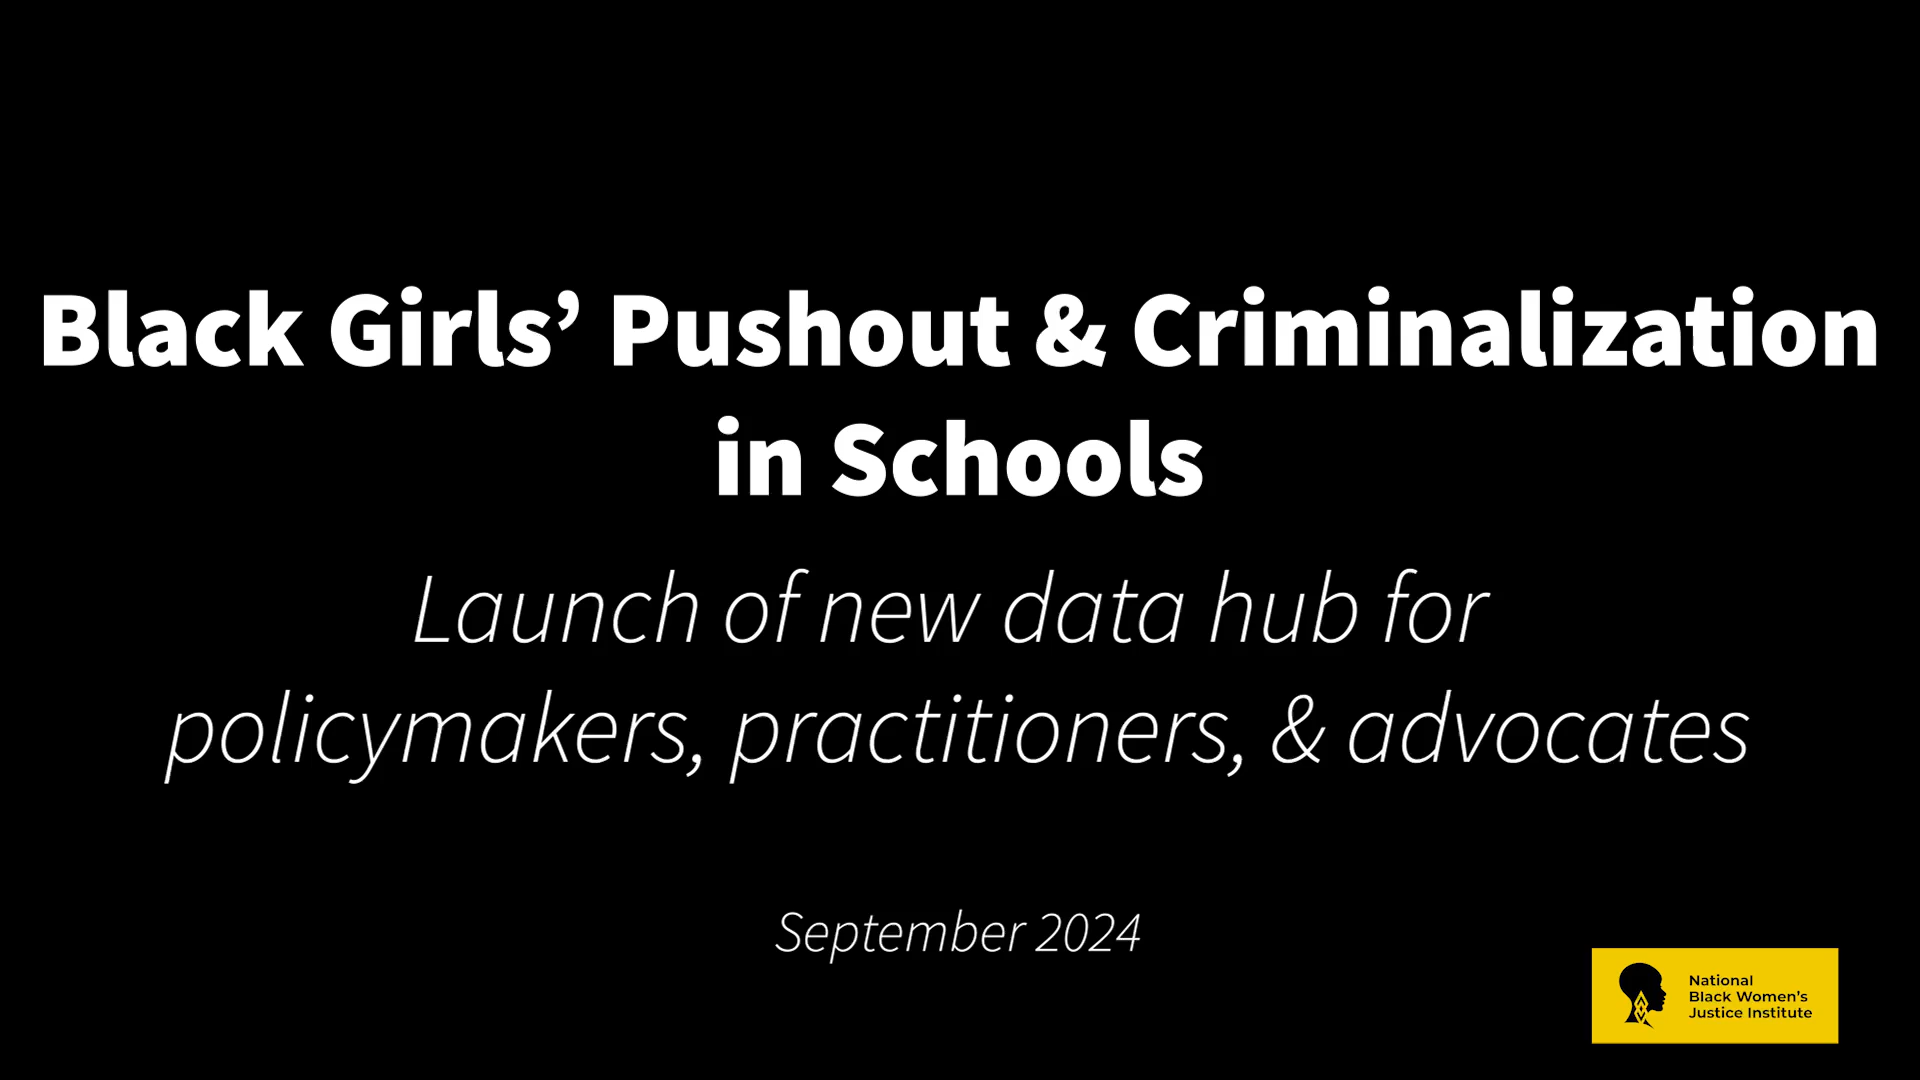 Black Girls’ Pushout & Criminalization
in Schools
Launch of new data hub for
policymakers, practitioners, & advocates
September 2024
National
Black Women’s
Justice Institute